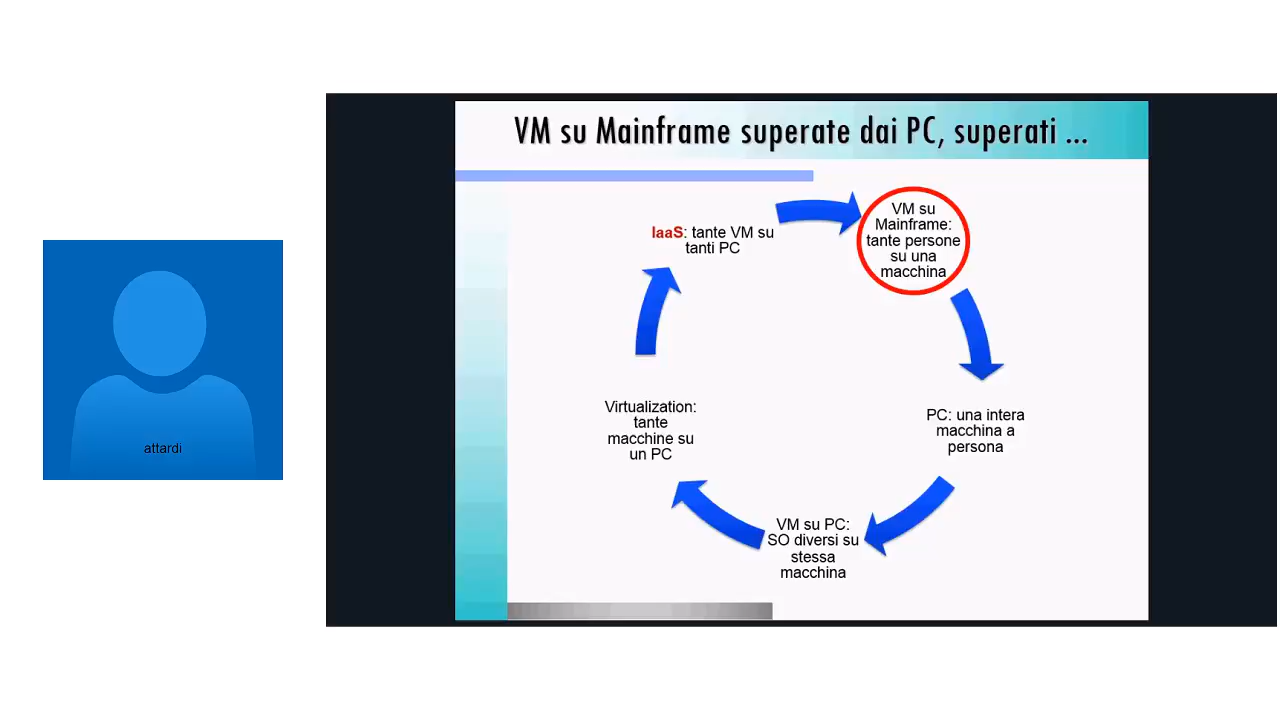 VM su Mainframe superate dai PC, superati ...
IaaS: tante VM su
tanti PC
VM su
Mainframe:
tante persone
su una
macchina
PC: una intera
macchina a
persona
VM su PC:
SO diversi su
stessa
macchina
Virtualization:
tante
macchine su
un PC
attardi